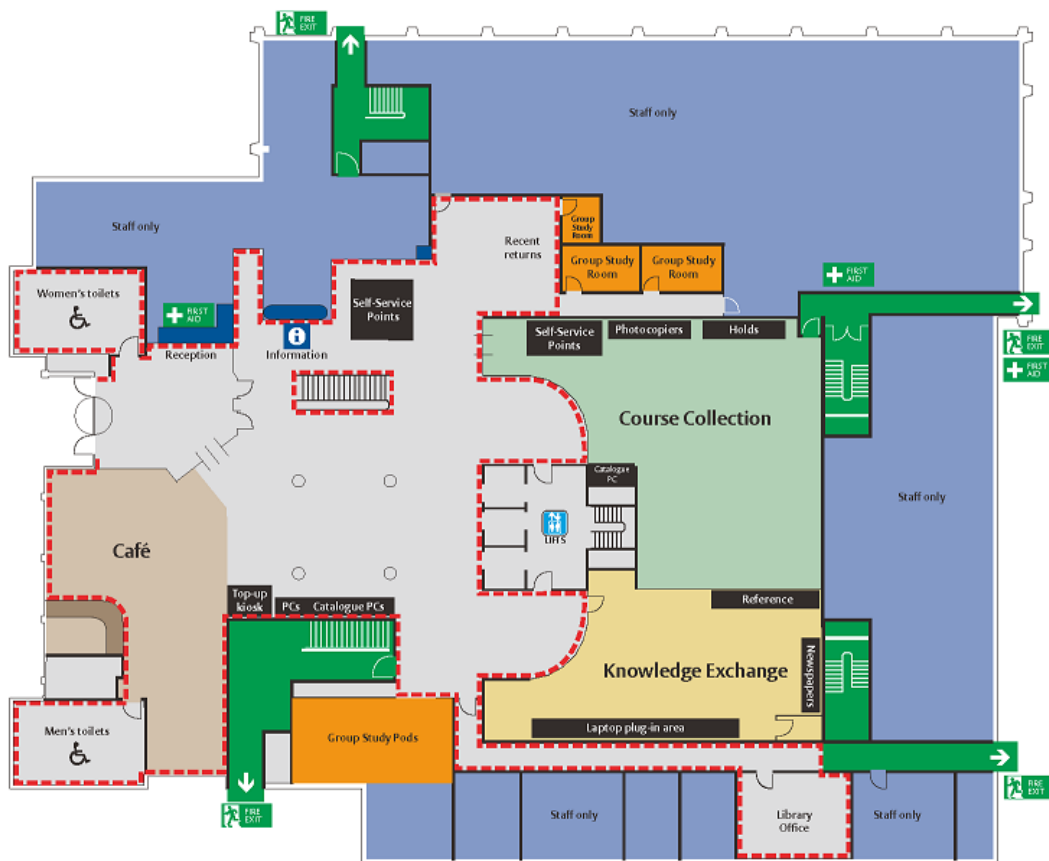 FIRE
EXIT
Staff only
Staff only
Recent
returns
Group
Study
Room
Group Study
Room
Group Study
Room
FIRST
AID
Women's toilets
FIRST
AID
Self-Service
Points
Reception
Information
Self-Service
Points
Photocopiers
Holds
FIRE
EXIT
FIRST
AID
Course Collection
Catalogue
PC
Staff only
LIFTS
Café
Top-up
kiosk
PCs
Catalogue PCs
Reference
Knowledge Exchange
Newspapers
Laptop plug-in area
Men's toilets
Group Study Pods
FIRE
EXIT
FIRE
EXIT
Staff only
Library
Office
Staff only